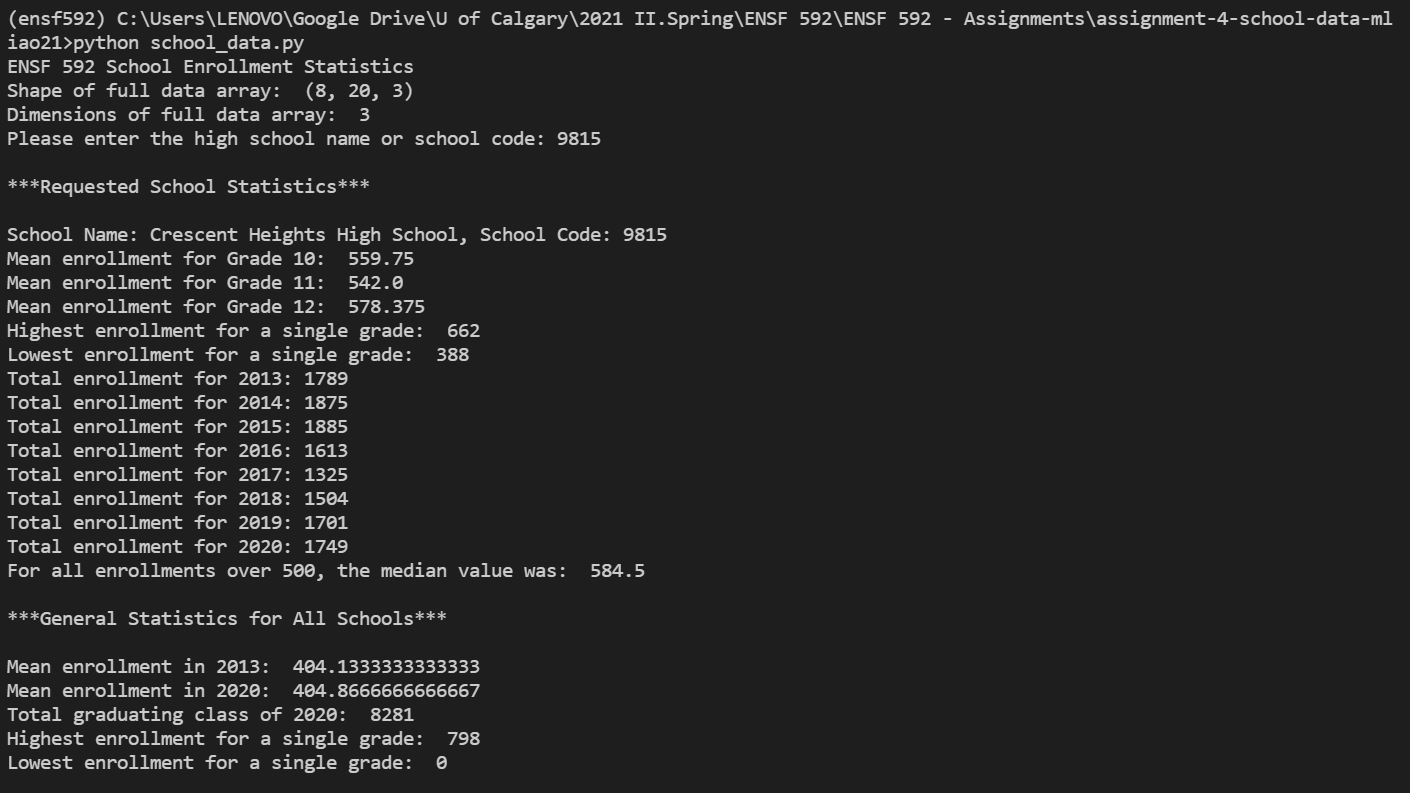 (ensf592) C:\Users\LENOVO\Google Drive\U of Calgary\2021 II.Spring\ENSF 592\ENSF 592 - Assignments\assignment-4-school-data-ml
iao21>python school_data.py
ENSF 592 School Enrollment Statistics
Shape of full data array:  (8, 20, 3)
Dimensions of full data array:  3
Please enter the high school name or school code: 9815

***Requested School Statistics***

School Name: Crescent Heights High School, School Code: 9815
Mean enrollment for Grade 10:  559.75
Mean enrollment for Grade 11:  542.0
Mean enrollment for Grade 12:  578.375
Highest enrollment for a single grade:  662
Lowest enrollment for a single grade:  388
Total enrollment for 2013: 1789
Total enrollment for 2014: 1875
Total enrollment for 2015: 1885
Total enrollment for 2016: 1613
Total enrollment for 2017: 1325
Total enrollment for 2018: 1504
Total enrollment for 2019: 1701
Total enrollment for 2020: 1749
For all enrollments over 500, the median value was:  584.5

***General Statistics for All Schools***

Mean enrollment in 2013:  404.1333333333333
Mean enrollment in 2020:  404.8666666666667
Total graduating class of 2020:  8281
Highest enrollment for a single grade:  798
Lowest enrollment for a single grade:  0